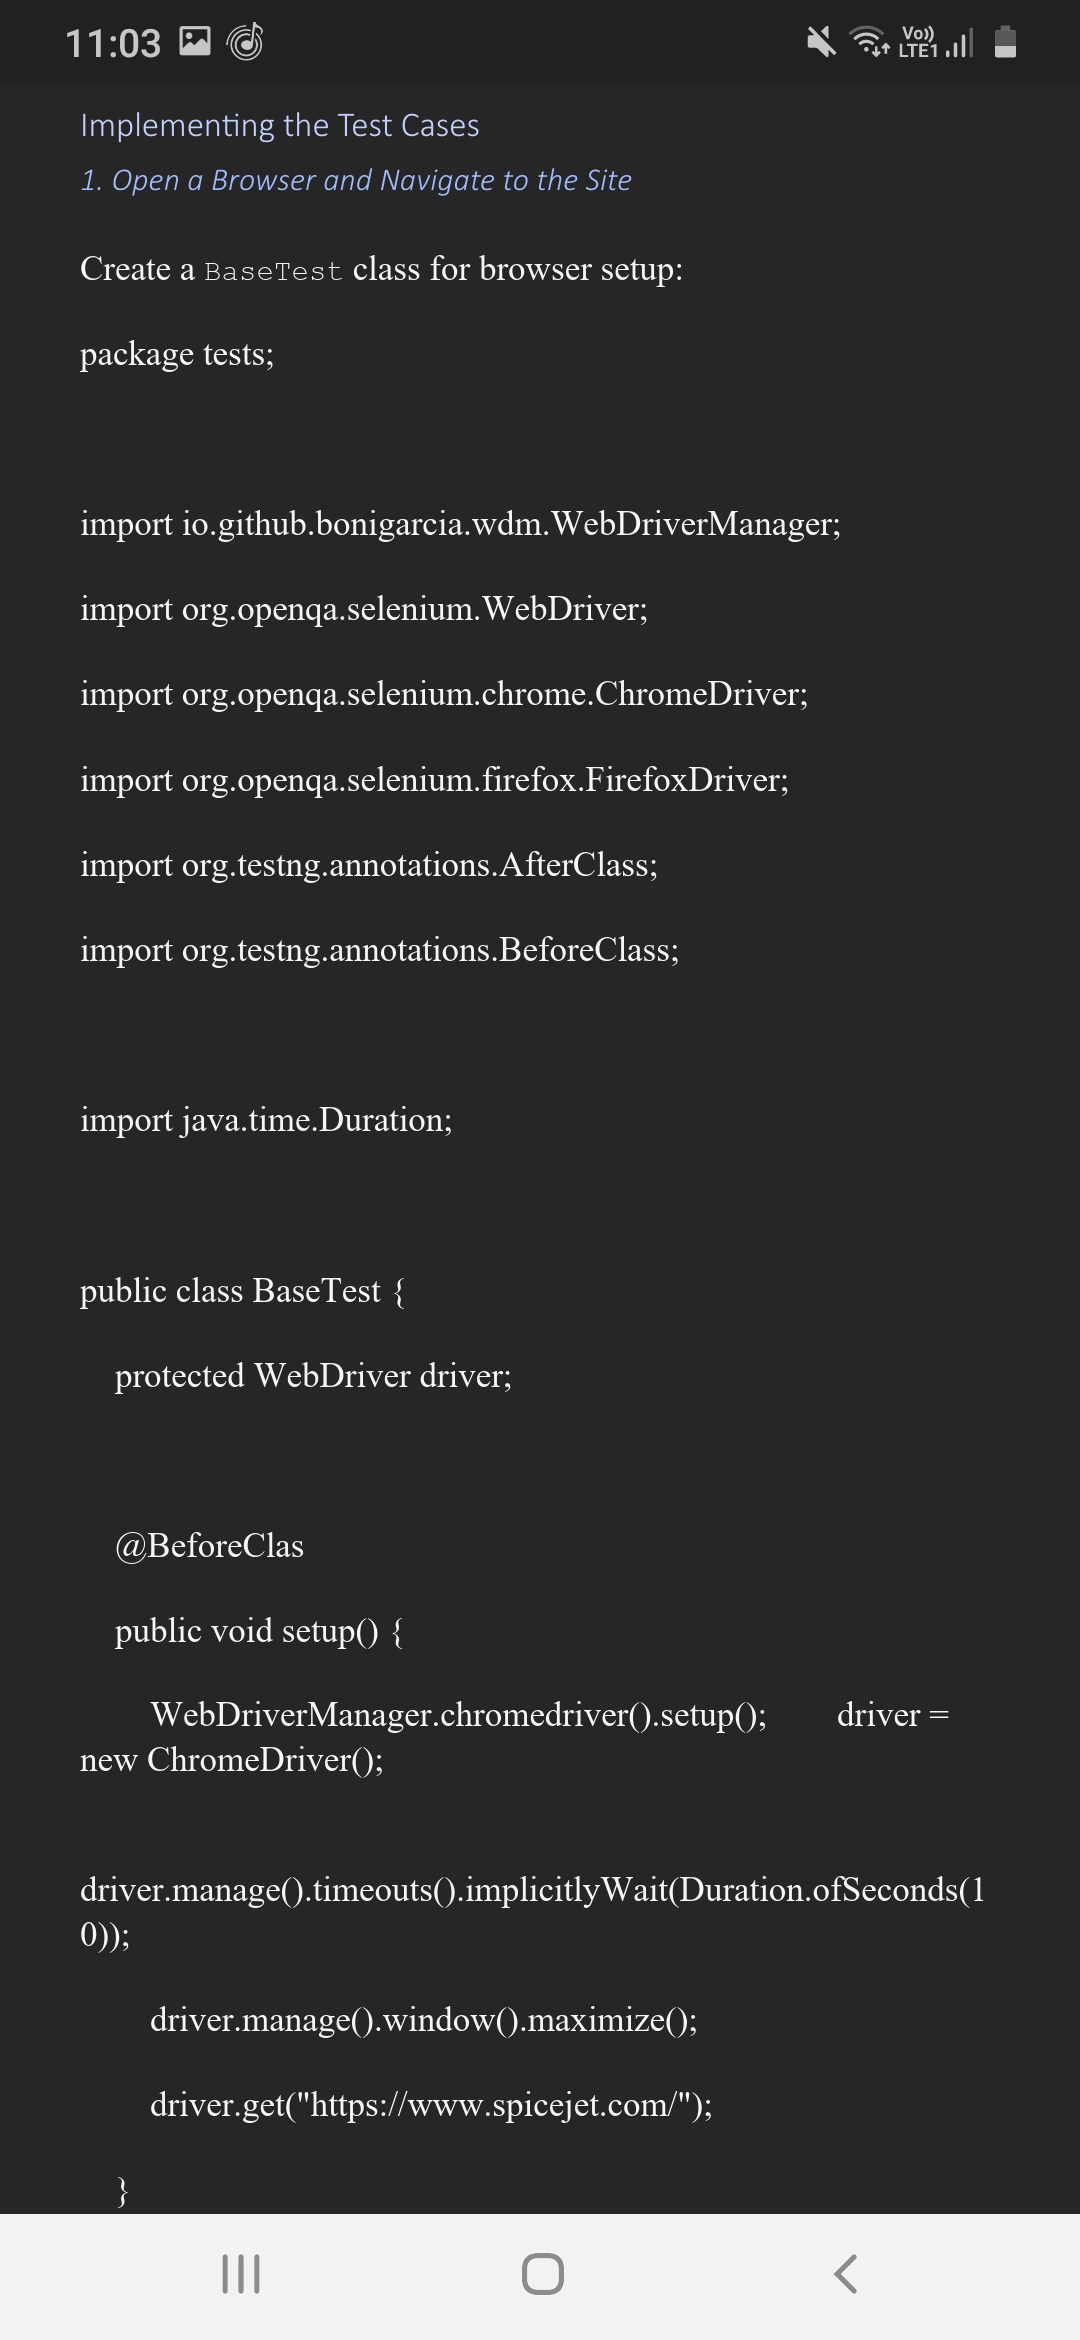 11:03
Vo))
LTE1
Implementing the Test Cases
1. Open a Browser and Navigate to the Site
Create a BaseTest class for browser setup:
package tests;
import io.github.bonigarcia.wdm.WebDriverManager;
import org.openqa.selenium.WebDriver;
import org.openqa.selenium.chrome.ChromeDriver;
import org.openqa.selenium.firefox.FirefoxDriver;
import org.testng.annotations.AfterClass;
import org.testng.annotations.BeforeClass;
import java.time.Duration;
public class BaseTest {
protected WebDriver driver;
@BeforeClas
public void setup() {
WebDriverManager.chromedriver().setup(); driver =
new ChromeDriver();
driver.manage().timeouts().implicitlyWait(Duration.ofSeconds(1
0));
driver.manage().window().maximize();
driver.get("https://www.spicejet.com/");
}